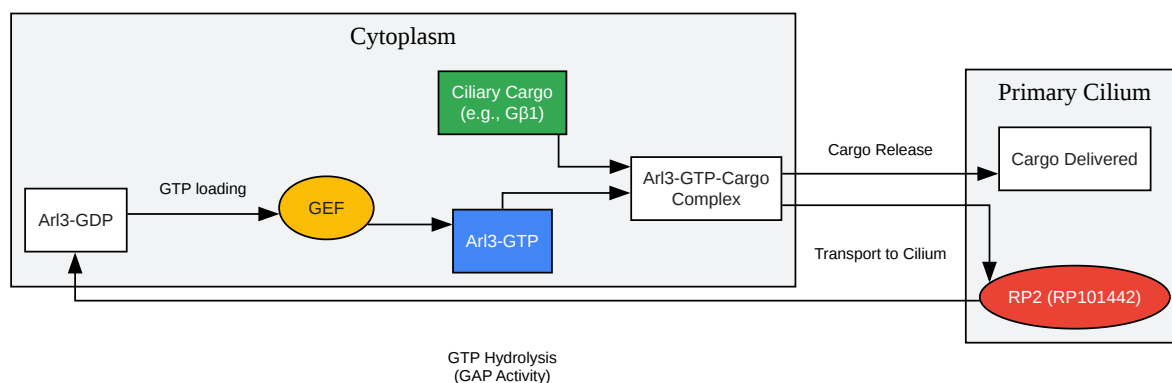 Cytoplasm
Ciliary Cargo
(e.g., Gβ1)
Primary Cilium
Cargo Release
Cargo Delivered
Arl3-GTP-Cargo
Complex
GTP loading
GEF
Arl3-GDP
Arl3-GTP
Transport to Cilium
RP2 (RP101442)
GTP Hydrolysis
(GAP Activity)